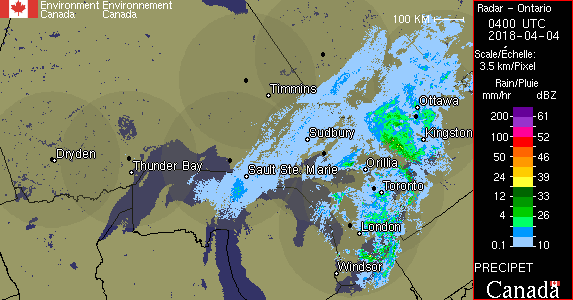 Environment Environnement
Canada Canada
100 KM
Timmins
Ottawa
Sudbury
Kingston
Dryden
Thunder Bay
Sault Ste. Marie
Orillia
Toronto
London
Windsor
Radar - Ontario
0400 UTC
2018-04-04
Scale/Échelle:
3.5 km/Pixel
Rain/Pluie
mm/hr dBZ
200 61
100 52
50 46
24 39
12 33
4 26
1 20
0.1 10
PRECIPET
Canada